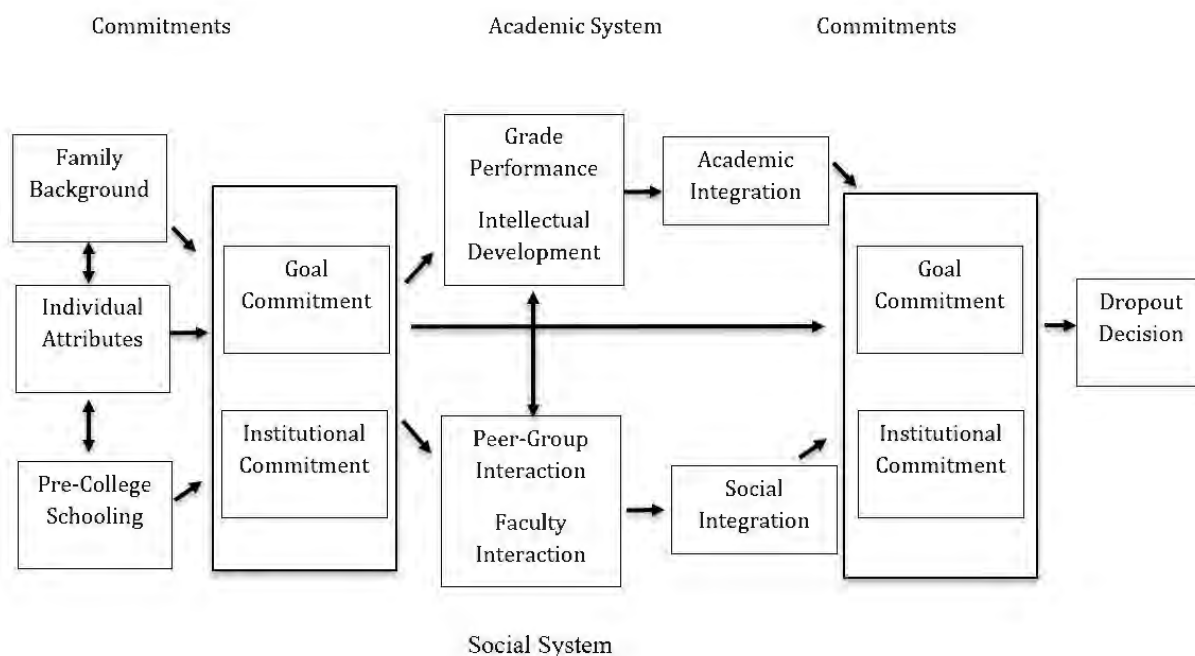 Commitments
Academic System
Commitments
Family
Background
Individual
Attributes
Pre-College
Schooling
Goal
Commitment
Institutional
Commitment
Grade
Performance
Intellectual
Development
Peer-Group
Interaction
Faculty
Interaction
Academic
Integration
Social
Integration
Goal
Commitment
Institutional
Commitment
Dropout
Decision
Social System